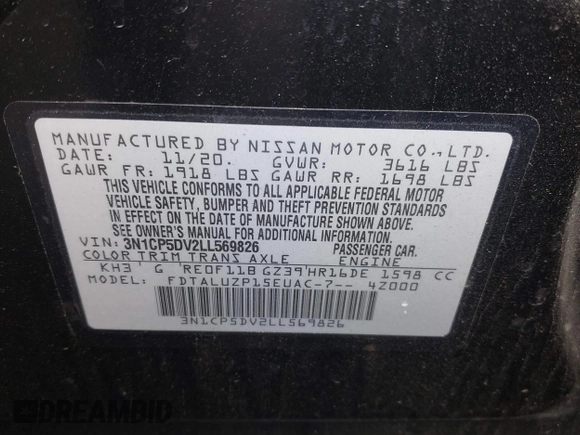 MANUFACTURED BY NISSAN MOTOR CO., LTD.
DATE: 11/20. GVWR: 3616 LBS
GAWR FR: 1918 LBS GAWR RR: 1698 LBS
THIS VEHICLE CONFORMS TO ALL APPLICABLE FEDERAL MOTOR
VEHICLE SAFETY, BUMPER AND THEFT PREVENTION STANDARDS
IN EFFECT ON THE DATE OF MANUFACTURE SHOWN ABOVE.
SEE OWNER'S MANUAL FOR ADDITIONAL INFORMATION.
VIN: 3N1CP5DV2LL569826 PASSENGER CAR.
COLOR TRIM TRANS AXLE ENGINE
KH3 G RE0F11B GZ39 HR16DE 1598 CC
MODEL: FDTALUZP15EUAC-7-- 4Z000
3N1CP5DV2LL569826
DREAMBID